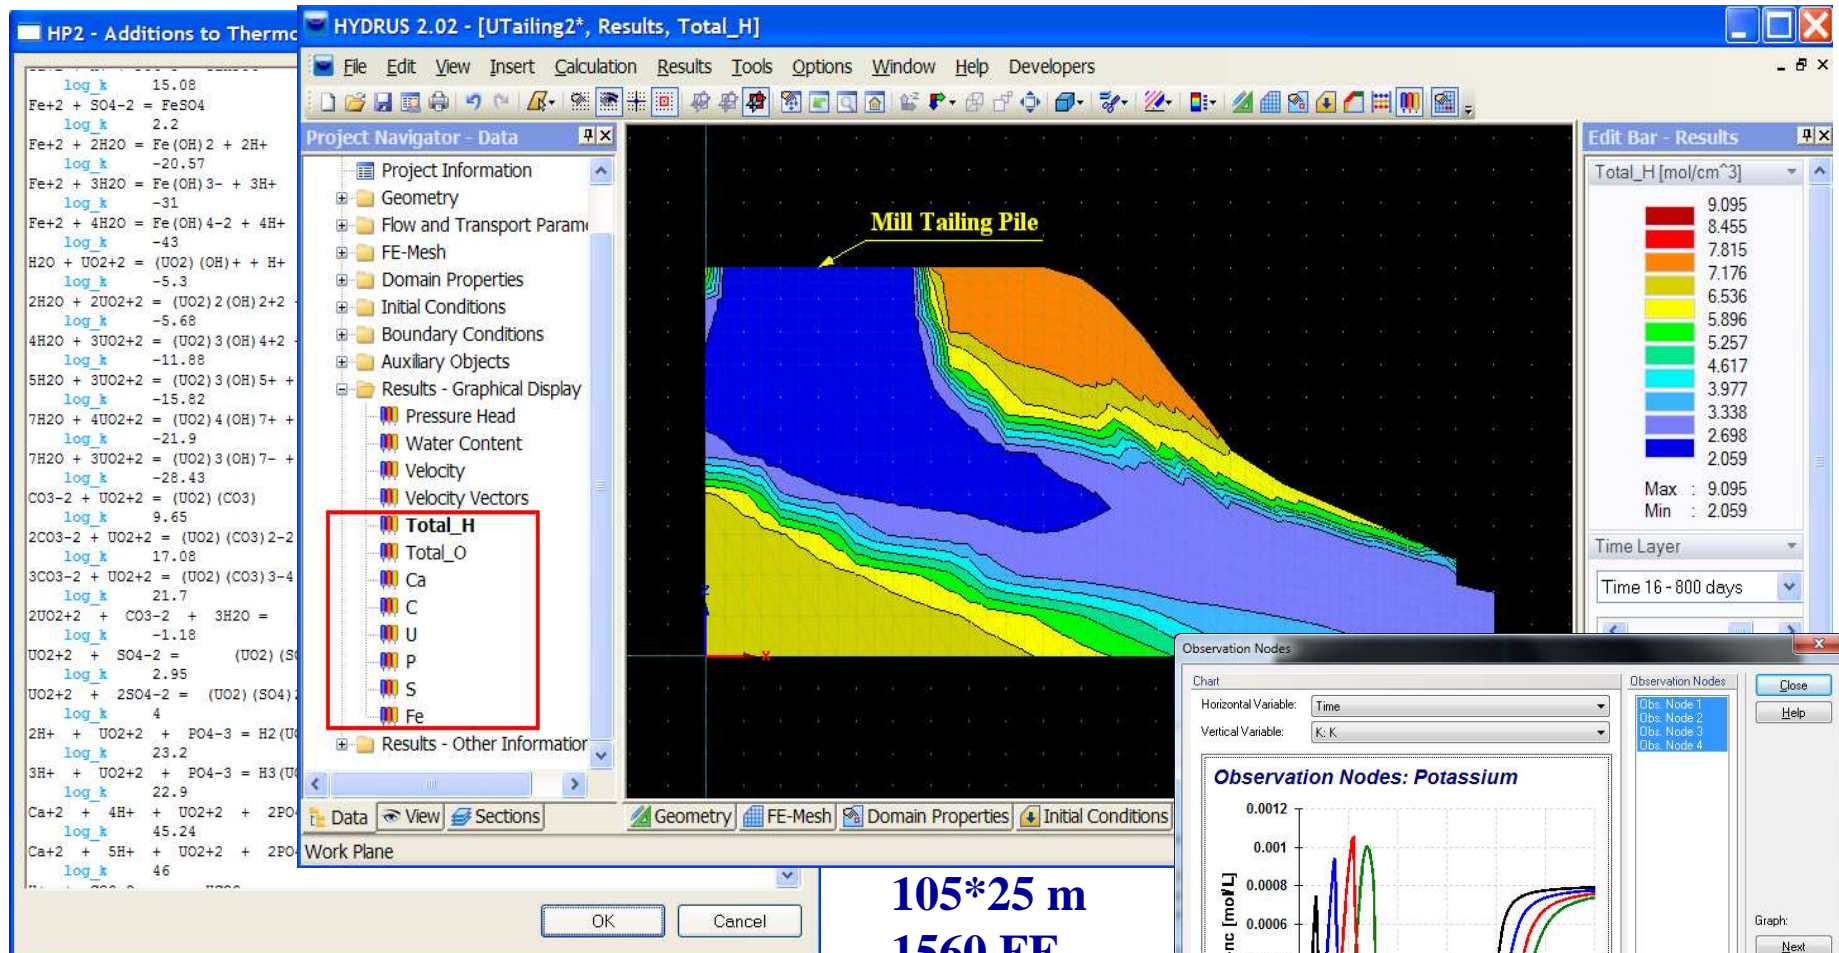 HP2 - Additions to Thermo
log_k 15.08
Fe+2 + SO4-2 = FeSO4
log_k 2.2
Fe+2 + 2H2O = Fe(OH)2 + 2H+
log_k -20.57
Fe+2 + 3H2O = Fe(OH)3- + 3H+
log_k -31
Fe+2 + 4H2O = Fe(OH)4-2 + 4H+
log_k -43
H2O + UO2+2 = (UO2)(OH)+ + H+
log_k -5.3
2H2O + 2UO2+2 = (UO2)2(OH)2+2
log_k -5.68
4H2O + 3UO2+2 = (UO2)3(OH)4+2
log_k -11.88
5H2O + 3UO2+2 = (UO2)3(OH)5+ +
log_k -15.82
7H2O + 4UO2+2 = (UO2)4(OH)7+ +
log_k -21.9
7H2O + 3UO2+2 = (UO2)3(OH)7- +
log_k -28.43
CO3-2 + UO2+2 = (UO2)(CO3)
log_k 9.65
2CO3-2 + UO2+2 = (UO2)(CO3)2-2
log_k 17.08
3CO3-2 + UO2+2 = (UO2)(CO3)3-4
log_k 21.7
2UO2+2 + CO3-2 + 3H2O =
log_k -1.18
UO2+2 + SO4-2 = (UO2)(SO
log_k 2.95
UO2+2 + 2SO4-2 = (UO2)(SO4)2
log_k 4
2H+ + UO2+2 + PO4-3 = H2(UO
log_k 23.2
3H+ + UO2+2 + PO4-3 = H3(UO
log_k 22.9
Ca+2 + 4H+ + UO2+2 + 2PO4
log_k 45.24
Ca+2 + 5H+ + UO2+2 + 2PO4
log_k 46
OK Cancel
HYDRUS 2.02 - [UTailing2*, Results, Total_H]
File Edit View Insert Calculation Results Tools Options Window Help Developers
Project Navigator - Data
Project Information
Geometry
Flow and Transport Parame
FE-Mesh
Domain Properties
Initial Conditions
Boundary Conditions
Auxiliary Objects
Results - Graphical Display
Pressure Head
Water Content
Velocity
Velocity Vectors
Total_H
Total_O
Ca
C
U
P
S
Fe
Results - Other Information
Data View Sections
Work Plane
Mill Tailing Pile
z
x
Geometry FE-Mesh Domain Properties Initial Conditions
Edit Bar - Results
Total_H [mol/cm^3]
9.095
8.455
7.815
7.176
6.536
5.896
5.257
4.617
3.977
3.338
2.698
2.059
Max : 9.095
Min : 2.059
Time Layer
Time 16 - 800 days
105*25 m
1560 FE
Observation Nodes
Chart
Horizontal Variable: Time
Vertical Variable: K: K
Observation Nodes
Obs. Node 1
Obs. Node 2
Obs. Node 3
Obs. Node 4
Close
Help
Observation Nodes: Potassium
0.0012
0.001
0.0008
0.0006
nc [mol/L]
Graph:
Next